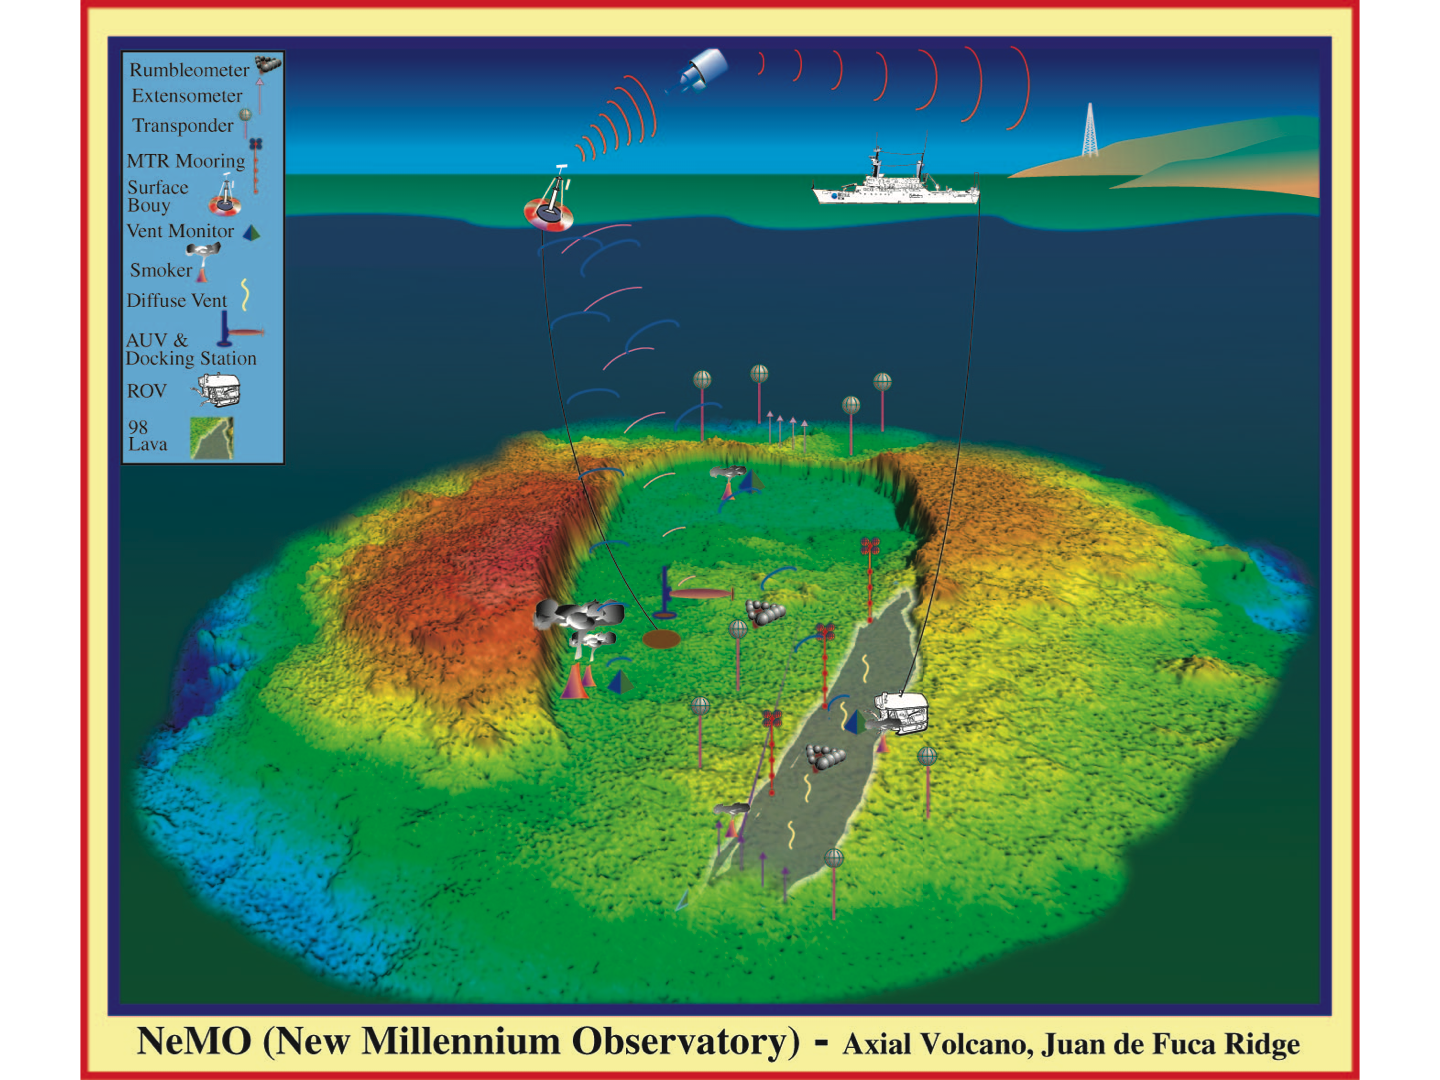 Rumbleometer
Extensometer
Transponder
MTR Mooring
Surface
Bouy
Vent Monitor
Smoker
Diffuse Vent
AUV &
Docking Station
ROV
98
Lava
NeMO (New Millennium Observatory) - Axial Volcano, Juan de Fuca Ridge